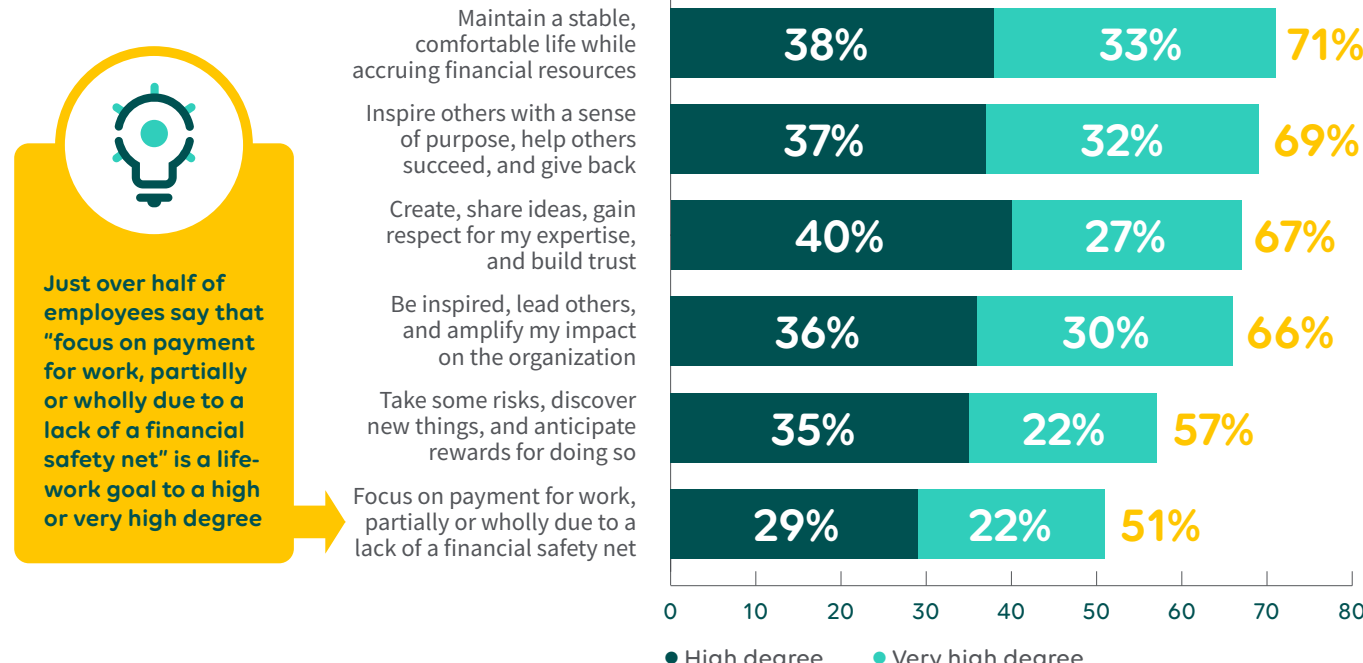 Just over half of
employees say that
“focus on payment
for work, partially
or wholly due to a
lack of a financial
safety net” is a life-
work goal to a high
or very high degree
Maintain a stable,
comfortable life while
accruing financial resources
38% 33% 71%
Inspire others with a sense
of purpose, help others
succeed, and give back
37% 32% 69%
Create, share ideas, gain
respect for my expertise,
and build trust
40% 27% 67%
Be inspired, lead others,
and amplify my impact
on the organization
36% 30% 66%
Take some risks, discover
new things, and anticipate
rewards for doing so
35% 22% 57%
Focus on payment for work,
partially or wholly due to a
lack of a financial safety net
29% 22% 51%
0 10 20 30 40 50 60 70 80
High degree Very high degree